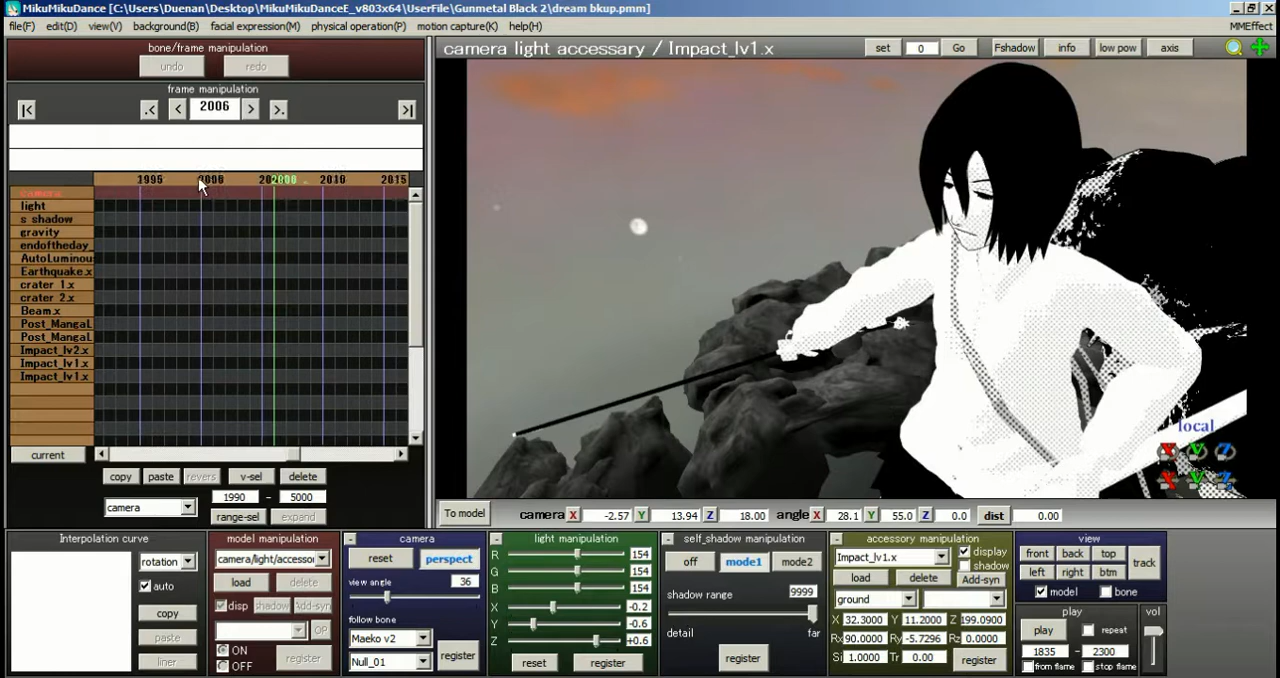 MikuMikuDance [C:\Users\Duenan\Desktop\MikuMikuDanceE_v803x64\UserFile\Gunmetal Black 2\dream bkup.pmm]
file(F) edit(D) view(V) background(B) facial expression(M) physical operation(P) motion capture(K) help(H) MMEffect
bone/frame manipulation
undo redo
frame manipulation
|< .< < 2006 > >. >|
camera light accessary / Impact_lv1.x
set 0 Go Fshadow info low pow axis
1995 2010 2015
camera
light
s shadow
gravity
endoftheday_
AutoLuminou
Earthquake.x
crater 1.x
crater 2.x
Beam.x
Post_MangaL
Post_MangaL
Impact_lv2.x
Impact_lv1.x
Impact_lv1.x
current
copy paste revers v-sel delete
camera 1990 - 5000
range-sel expand
local
X Y Z
X Y Z
To model camera X -2.57 Y 13.94 Z 18.00 angle X 28.1 Y 55.0 Z 0.0 dist 0.00
Interpolation curve
rotation
auto
copy
paste
liner
model manipulation
camera/light/accessor
load delete
disp shadow Add-syn
OP
ON
OFF
register
- camera
reset perspect
view angle 36
follow bone
Maeko v2
Null_01
register
- light manipulation
R 154
G 154
B 154
X -0.2
Y -0.6
Z +0.6
reset register
- self_shadow manipulation
off mode1 mode2
shadow range 9999
detail far
register
- accessory manipulation
Impact_lv1.x display
shadow
load delete Add-syn
ground
X 32.3000 Y 11.2000 Z 199.0900
Rx 90.0000 Ry -5.7296 Rz 0.0000
Si 1.0000 Tr 0.00 register
view
front back top
left right btm
track
model bone
play
play repeat
1835 - 2300
from flame stop flame
vol